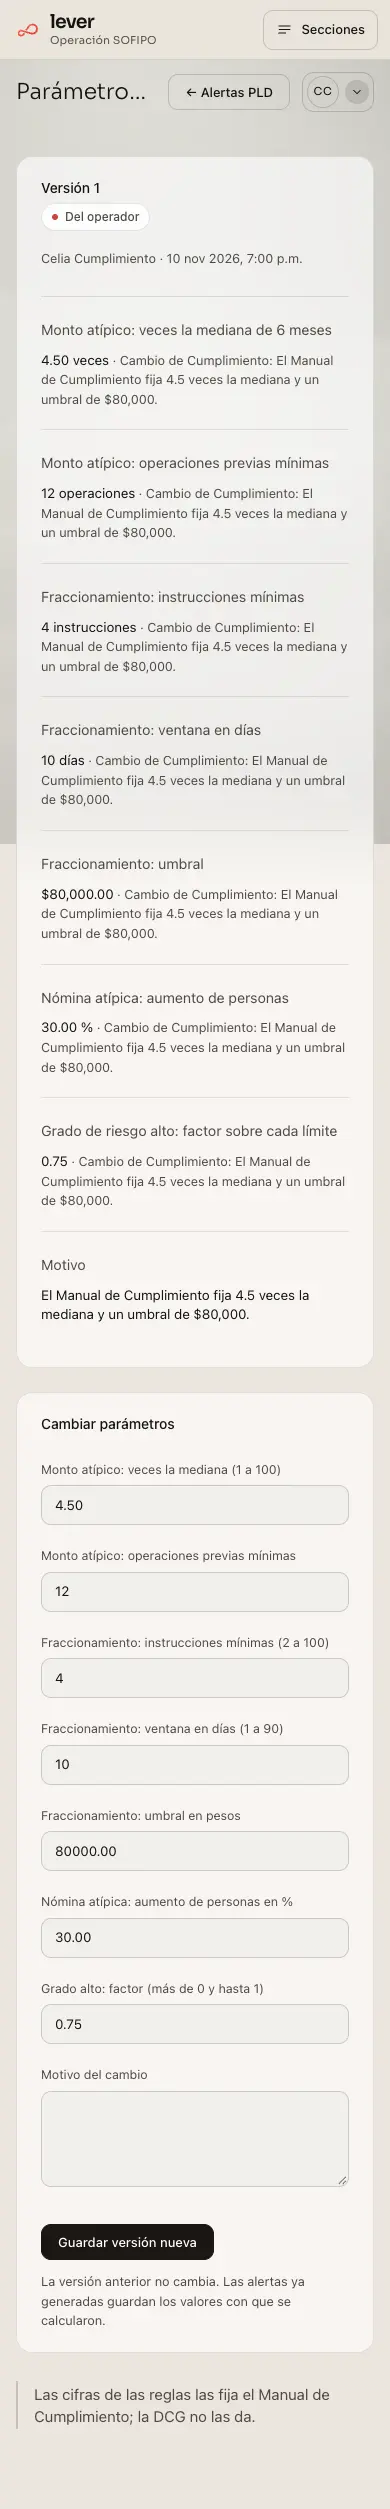 lever
Operación SOFIPO
Secciones
Parámetro...
← Alertas PLD
CC
Versión 1
Del operador
Celia Cumplimiento · 10 nov 2026, 7:00 p.m.
Monto atípico: veces la mediana de 6 meses
4.50 veces · Cambio de Cumplimiento: El Manual
de Cumplimiento fija 4.5 veces la mediana y un
umbral de $80,000.
Monto atípico: operaciones previas mínimas
12 operaciones · Cambio de Cumplimiento: El
Manual de Cumplimiento fija 4.5 veces la mediana y
un umbral de $80,000.
Fraccionamiento: instrucciones mínimas
4 instrucciones · Cambio de Cumplimiento: El
Manual de Cumplimiento fija 4.5 veces la mediana y
un umbral de $80,000.
Fraccionamiento: ventana en días
10 días · Cambio de Cumplimiento: El Manual de
Cumplimiento fija 4.5 veces la mediana y un umbral
de $80,000.
Fraccionamiento: umbral
$80,000.00 · Cambio de Cumplimiento: El Manual
de Cumplimiento fija 4.5 veces la mediana y un
umbral de $80,000.
Nómina atípica: aumento de personas
30.00 % · Cambio de Cumplimiento: El Manual de
Cumplimiento fija 4.5 veces la mediana y un umbral
de $80,000.
Grado de riesgo alto: factor sobre cada límite
0.75 · Cambio de Cumplimiento: El Manual de
Cumplimiento fija 4.5 veces la mediana y un umbral
de $80,000.
Motivo
El Manual de Cumplimiento fija 4.5 veces la
mediana y un umbral de $80,000.
Cambiar parámetros
Monto atípico: veces la mediana (1 a 100)
4.50
Monto atípico: operaciones previas mínimas
12
Fraccionamiento: instrucciones mínimas (2 a 100)
4
Fraccionamiento: ventana en días (1 a 90)
10
Fraccionamiento: umbral en pesos
80000.00
Nómina atípica: aumento de personas en %
30.00
Grado alto: factor (más de 0 y hasta 1)
0.75
Motivo del cambio
Guardar versión nueva
La versión anterior no cambia. Las alertas ya
generadas guardan los valores con que se
calcularon.
Las cifras de las reglas las fija el Manual de
Cumplimiento; la DCG no las da.